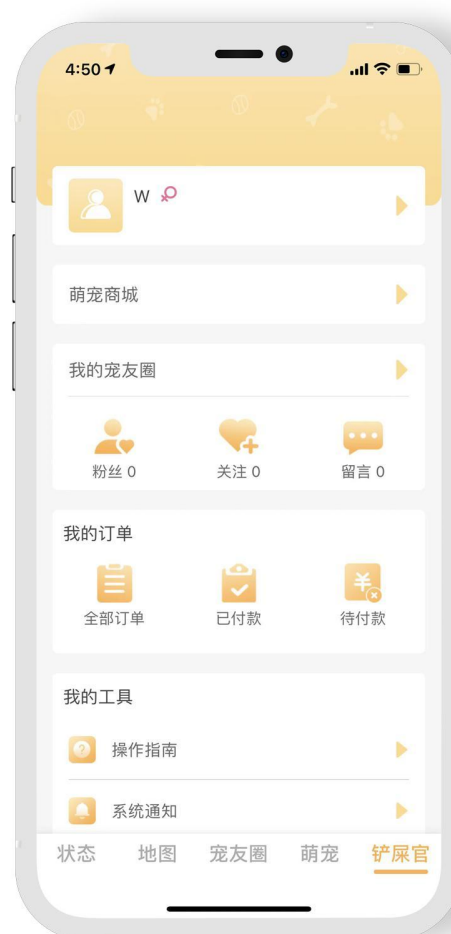 4:50
W
萌宠商城
我的宠友圈
粉丝 0 关注 0 留言 0
我的订单
¥
全部订单 已付款 待付款
我的工具
? 操作指南
系统通知
状态 地图 宠友圈 萌宠 铲屎官